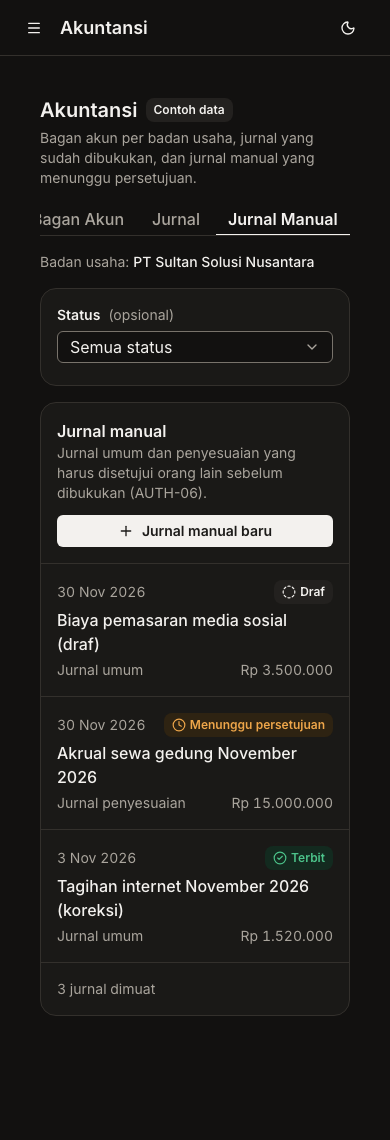 Akuntansi
Akuntansi
Contoh data
Bagan akun per badan usaha, jurnal yang
sudah dibukukan, dan jurnal manual yang
menunggu persetujuan.
Bagan Akun
Jurnal
Jurnal Manual
Badan usaha: PT Sultan Solusi Nusantara
Status (opsional)
Semua status
Jurnal manual
Jurnal umum dan penyesuaian yang
harus disetujui orang lain sebelum
dibukukan (AUTH-06).
Jurnal manual baru
30 Nov 2026
Draf
Biaya pemasaran media sosial
(draf)
Jurnal umum
Rp 3.500.000
30 Nov 2026
Menunggu persetujuan
Akrual sewa gedung November
2026
Jurnal penyesuaian
Rp 15.000.000
3 Nov 2026
Terbit
Tagihan internet November 2026
(koreksi)
Jurnal umum
Rp 1.520.000
3 jurnal dimuat